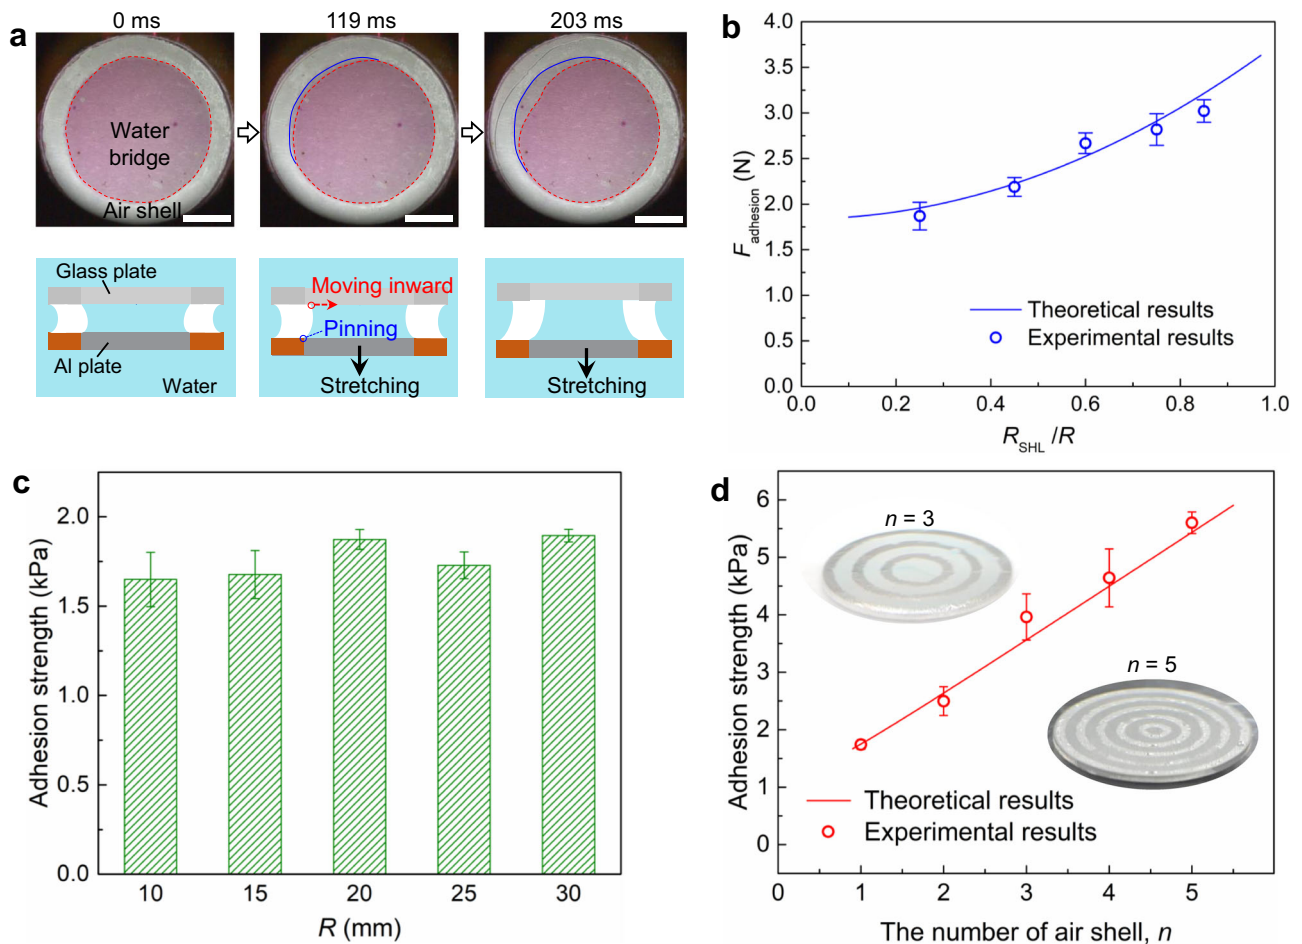 a
0 ms
119 ms
203 ms
Water
bridge
Air shell
Glass plate
Al plate
Water
Moving inward
Pinning
Stretching
Stretching
b
F adhesion (N)
4.0
3.5
3.0
2.5
2.0
1.5
1.0
0.5
0.0
Theoretical results
Experimental results
0.0 0.2 0.4 0.6 0.8 1.0
R SHL /R
c
Adhesion strength (kPa)
2.0
1.5
1.0
0.5
0.0
10 15 20 25 30
R (mm)
d
Adhesion strength (kPa)
6
5
4
3
2
1
0
n = 3
n = 5
Theoretical results
Experimental results
0 1 2 3 4 5
The number of air shell, n